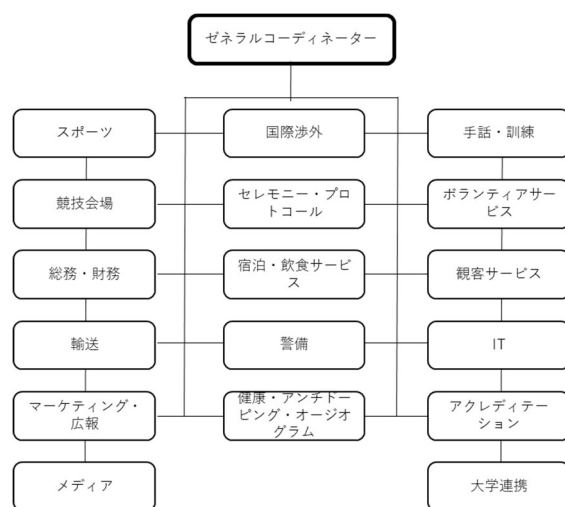 ゼネラルコーディネーター
スポーツ
国際渉外
手話・訓練
競技会場
セレモニー・プロ
トコール
ボランティアサー
ビス
総務・財務
宿泊・飲食サービ
ス
観客サービス
輸送
警備
IT
マーケティング・
広報
健康・アンチドー
ピング・オージオ
グラム
アクレディテー
ション
メディア
大学連携